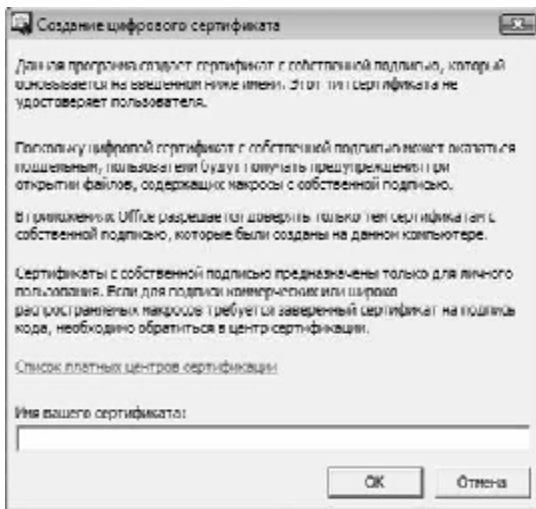 Создание цифрового сертификата
Данная программа создает сертификат с собственной подписью, который
основывается на введенном ниже имени. Этот тип сертификата не
удостоверяет пользователя.
Поскольку цифровой сертификат с собственной подписью может оказаться
поддельным, пользователи будут получать предупреждения при
открытии файлов, содержащих макросы с собственной подписью.
В приложениях Office разрешается доверять только тем сертификатам с
собственной подписью, которые были созданы на данном компьютере.
Сертификаты с собственной подписью предназначены только для личного
пользования. Если для подписи коммерческих или широко
распространяемых макросов требуется заверенный сертификат на подпись
кода, необходимо обратиться в центр сертификации.
Список платных центров сертификации
Имя вашего сертификата:
ОК Отмена